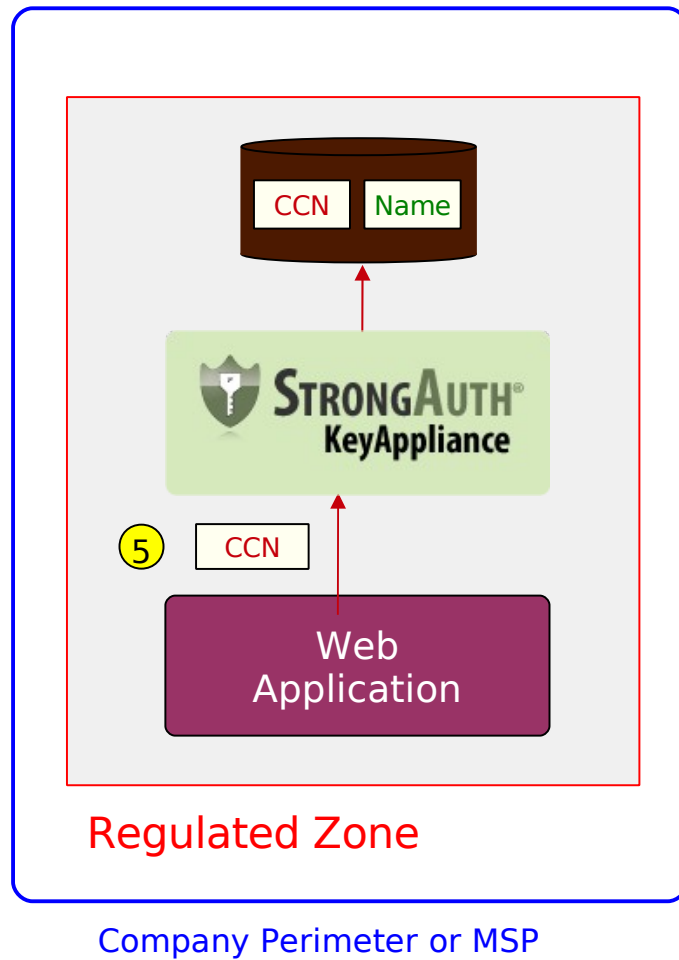 CCN Name
STRONGAUTH®
KeyAppliance
5 CCN
Web
Application
Regulated Zone
Company Perimeter or MSP